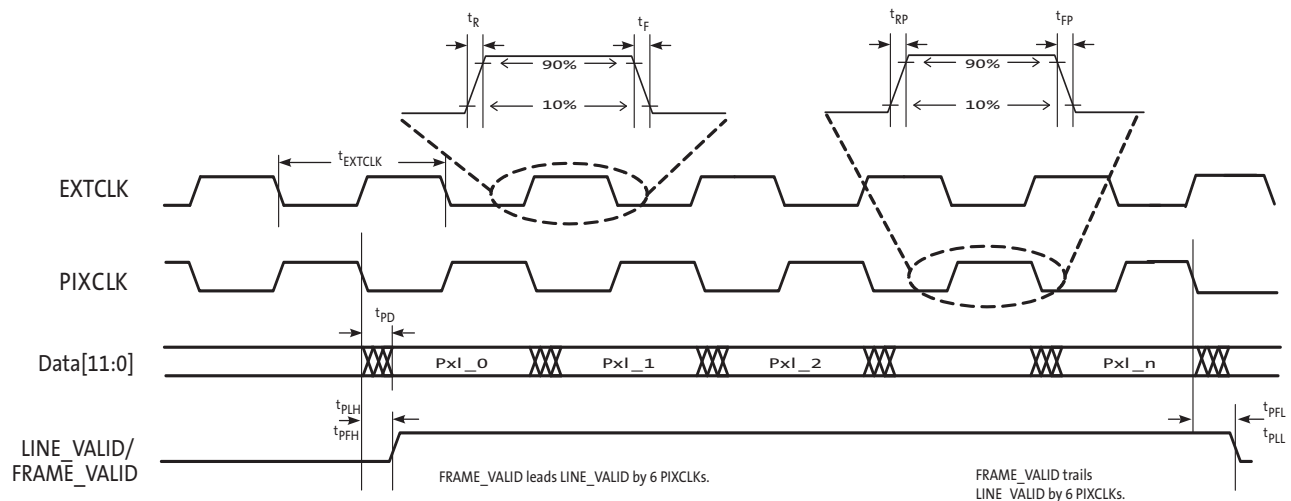 tR
tF
tRP
tFP
90%
90%
10%
10%
tEXTCLK
EXTCLK
PIXCLK
tPD
Data[11:0]
Pxl_0
Pxl_1
Pxl_2
Pxl_n
tPLH
tPFH
tPFL
tPLL
LINE_VALID/
FRAME_VALID
FRAME_VALID leads LINE_VALID by 6 PIXCLKs.
FRAME_VALID trails
LINE_VALID by 6 PIXCLKs.